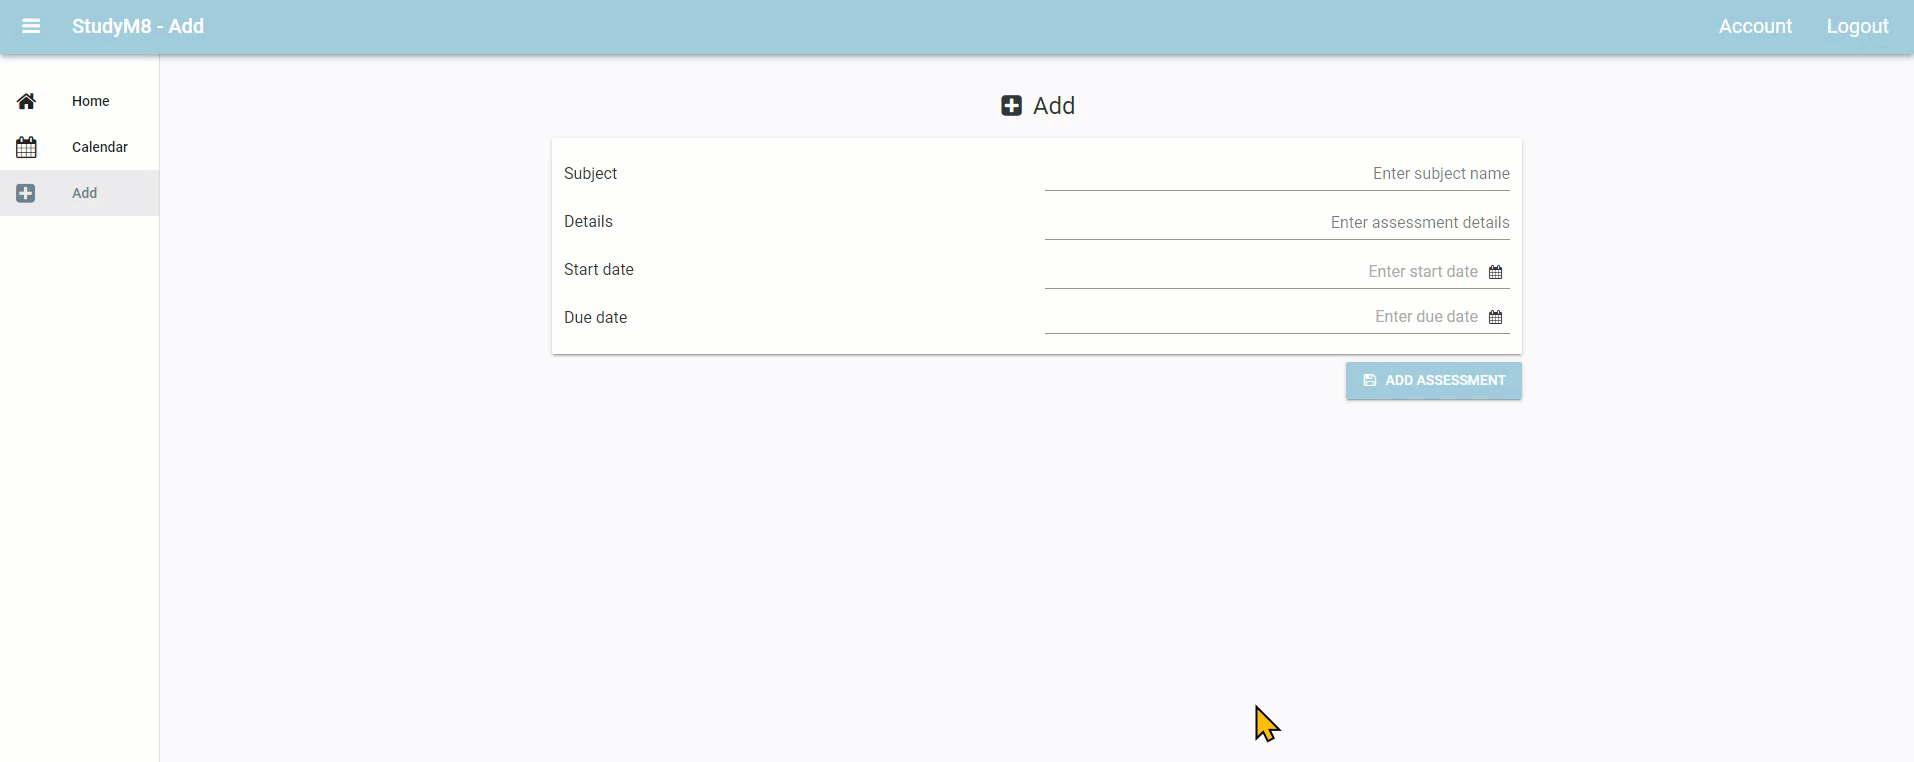 StudyM8 - Add
Account
Logout
Home
Calendar
Add
Add
Subject
Enter subject name
Details
Enter assessment details
Start date
Enter start date
Due date
Enter due date
ADD ASSESSMENT